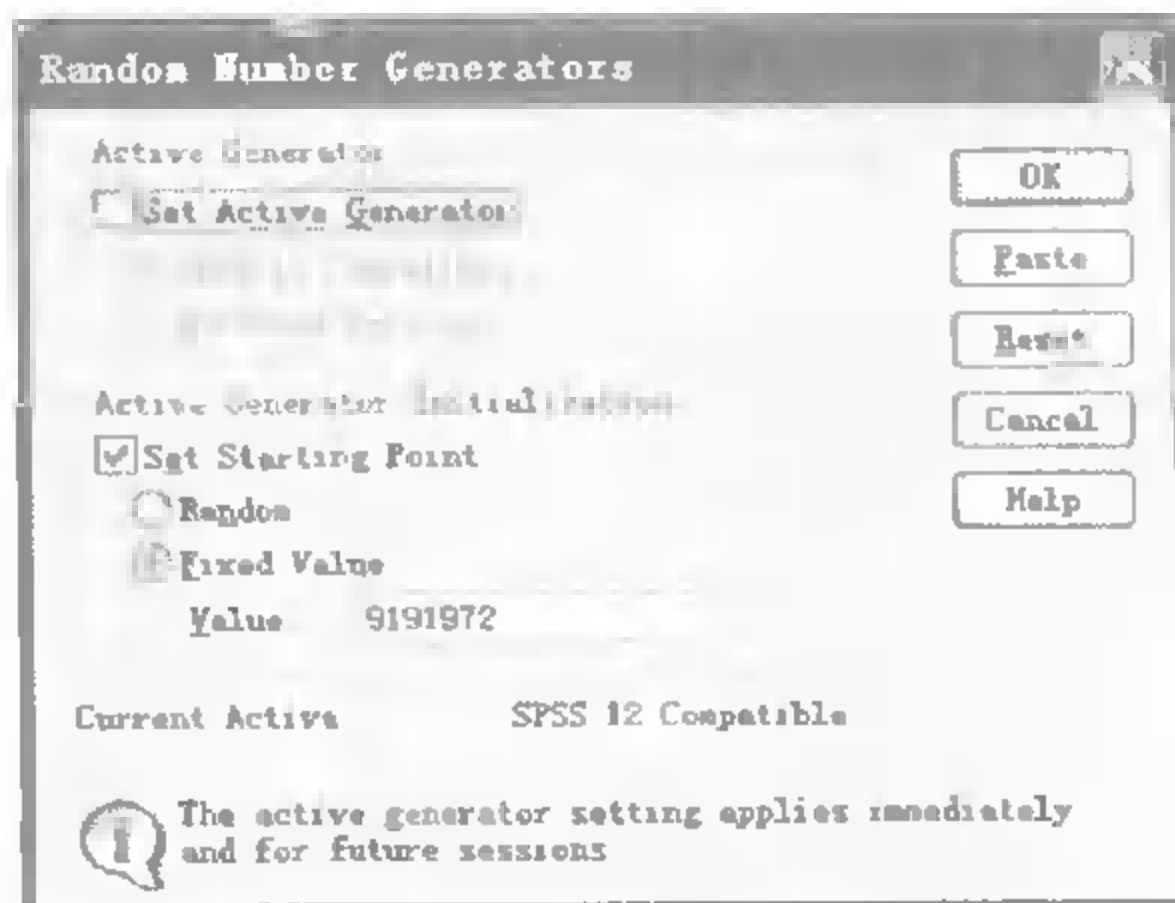 Random Number Generators
Active Generator
Set Active Generator
Active Generator Initialization
Set Starting Point
Random
Fixed Value
Value 9191972
Current Active SPSS 12 Compatible
The active generator setting applies immediately
and for future sessions
OK
Paste
Reset
Cancel
Help